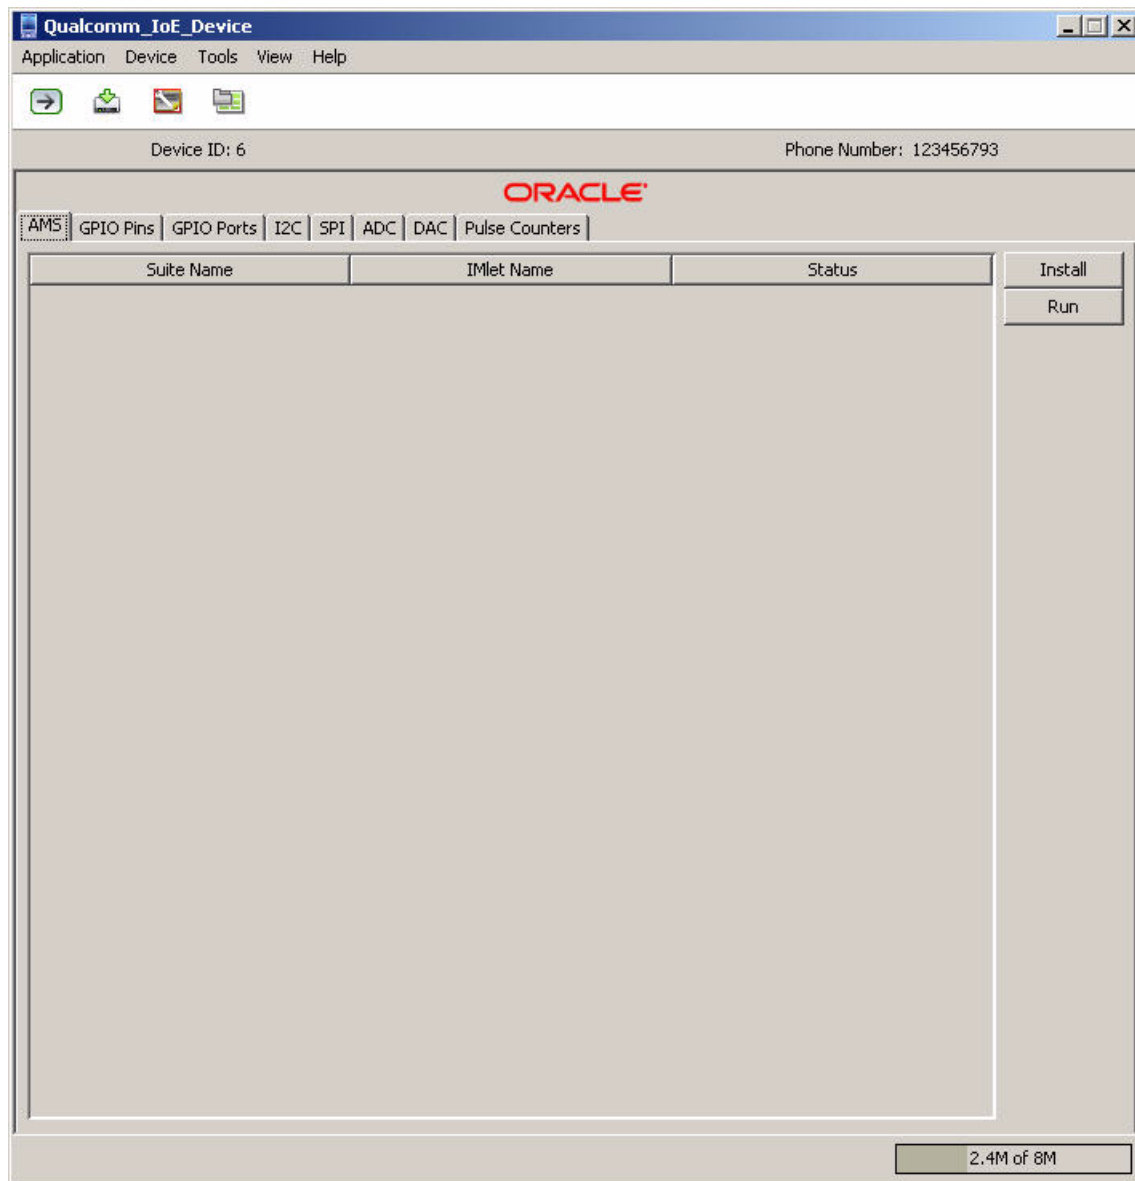 Qualcomm_IoE_Device
Application Device Tools View Help
Device ID: 6 Phone Number: 123456793
ORACLE
AMS GPIO Pins GPIO Ports I2C SPI ADC DAC Pulse Counters
Suite Name IMlet Name Status Install
Run
2.4M of 8M